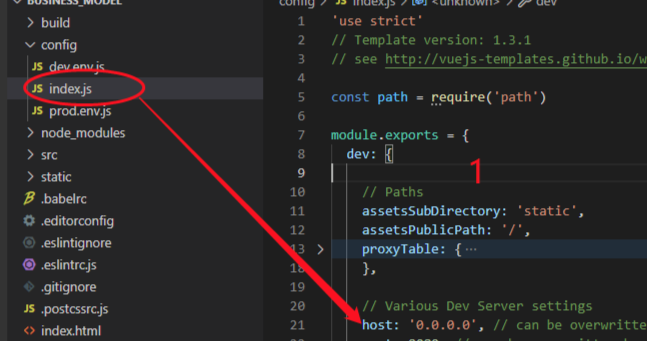 BUSINESS_MODEL
config > JS index.js > <unknown> > dev
build
config
JS dev.env.js
JS index.js
JS prod.env.js
node_modules
src
static
.babelrc
.editorconfig
.eslintignore
.eslintrc.js
.gitignore
JS .postcssrc.js
<> index.html
1 'use strict'
2 // Template version: 1.3.1
3 // see http://vuejs-templates.github.io/w
4
5 const path = require('path')
6
7 module.exports = {
8 dev: {
9
1
10 // Paths
11 assetsSubDirectory: 'static',
12 assetsPublicPath: '/',
13 > proxyTable: { ...
18 },
19
20 // Various Dev Server settings
21 host: '0.0.0.0', // can be overwritte